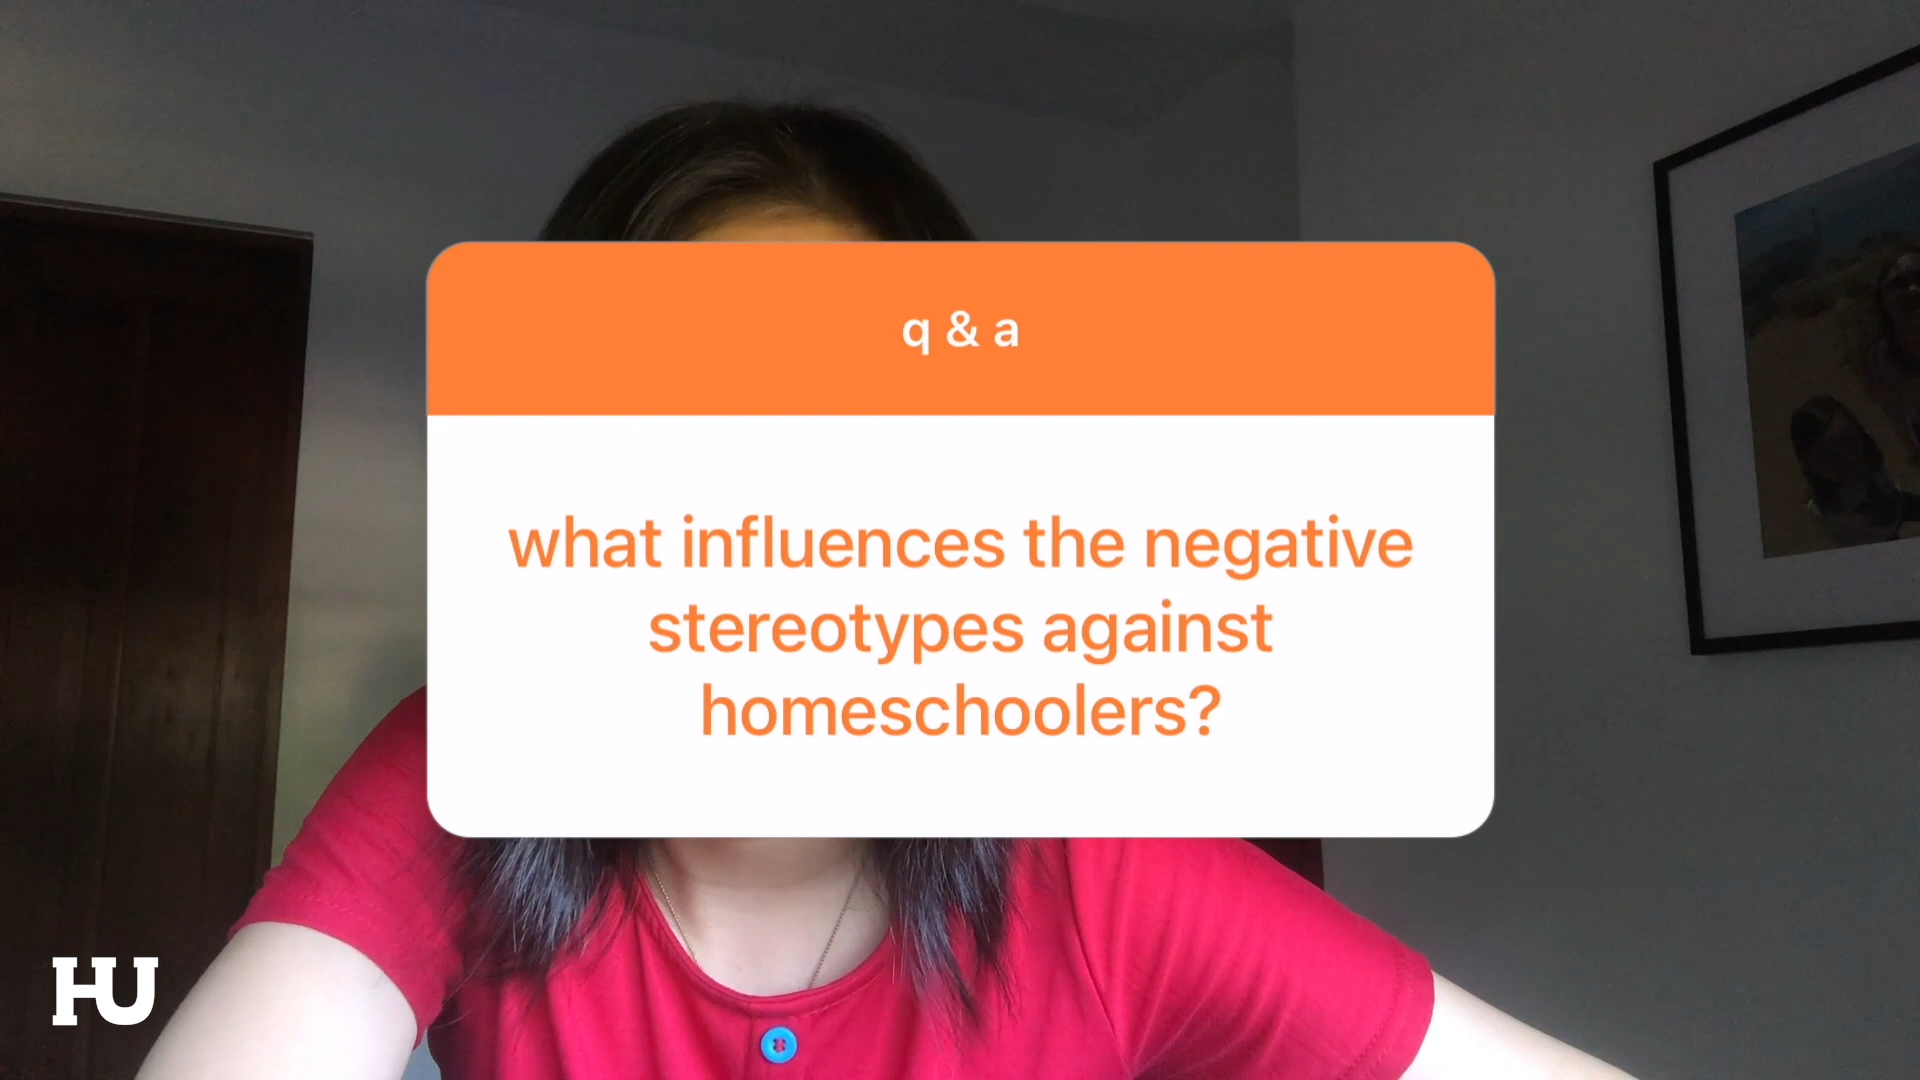 q & a
what influences the negative
stereotypes against
homeschoolers?
HU